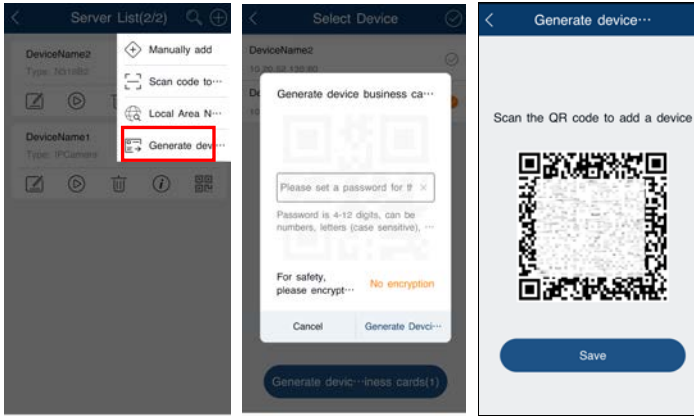 Server List(2/2)
Manually add
Scan code to···
Local Area N···
Generate dev···
DeviceName2
DeviceName1
Type: IPCamera
Select Device
DeviceName2
Generate device business ca···
Please set a password for
Password is 4-12 digits, can be
numbers, letters (case sensitive), ···
For safety,
please encrypt···
No encryption
Cancel
Generate Devci···
Generate devic···iness cards(1)
Generate device···
Scan the QR code to add a device
Save